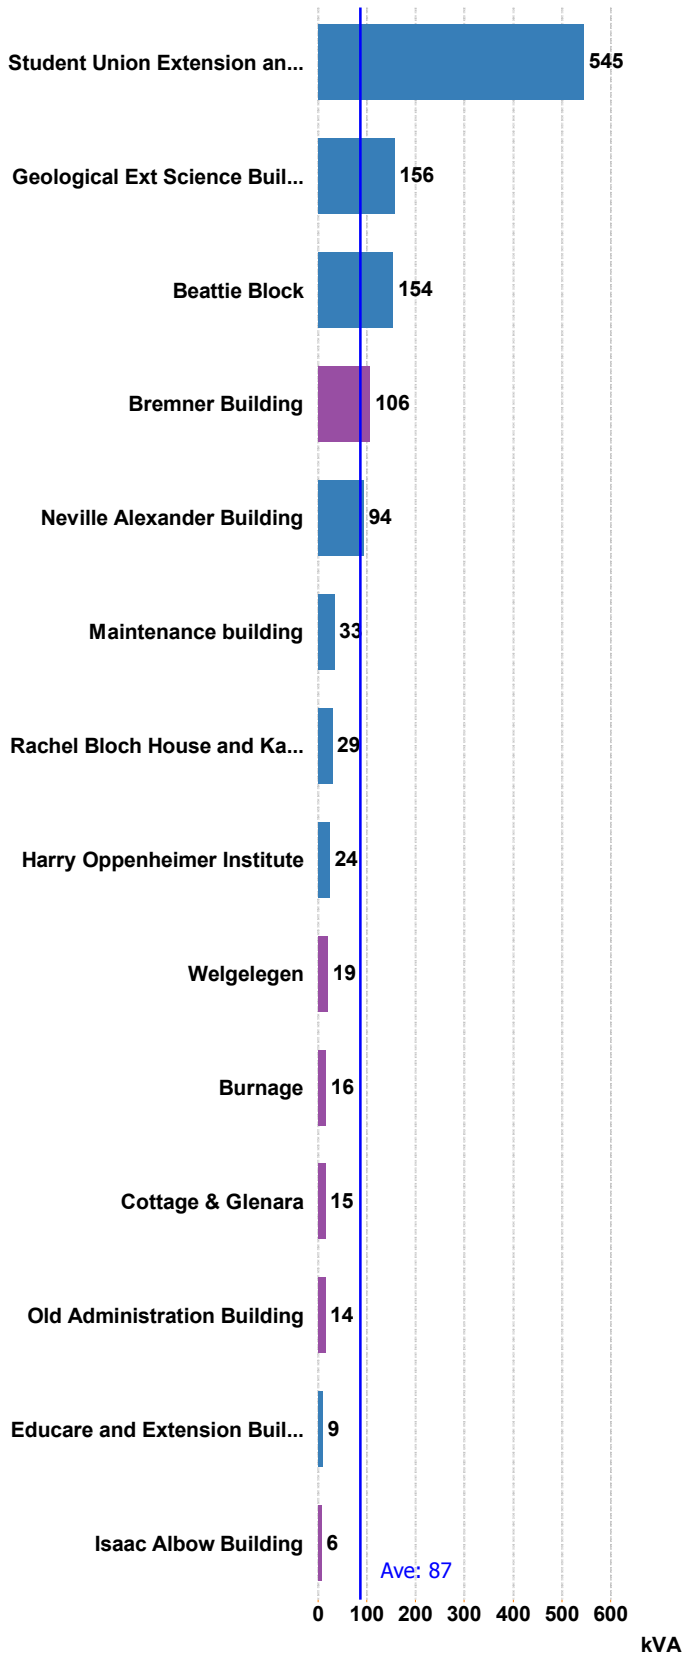 Student Union Extension an... 545
Geological Ext Science Buil... 156
Beattie Block 154
Bremner Building 106
Neville Alexander Building 94
Maintenance building 33
Rachel Bloch House and Ka... 29
Harry Oppenheimer Institute 24
Welgelegen 19
Burnage 16
Cottage & Glenara 15
Old Administration Building 14
Educare and Extension Buil... 9
Isaac Albow Building 6
Ave: 87
0 100 200 300 400 500 600
kVA